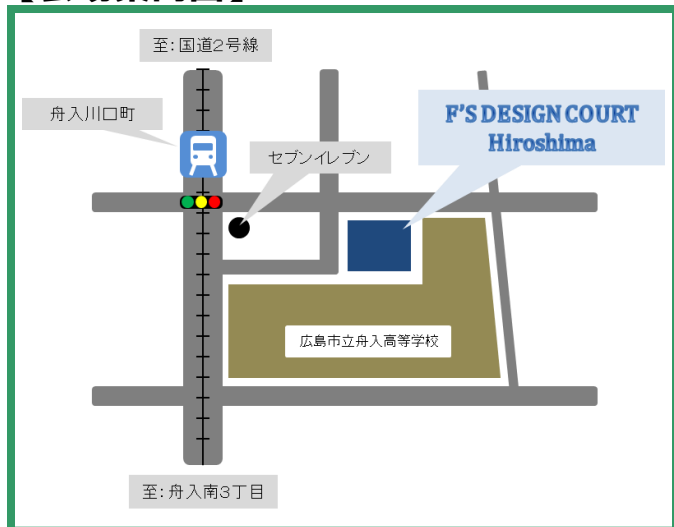 至:国道2号線
舟入川口町
F'S DESIGN COURT
Hiroshima
セブンイレブン
広島市立舟入高等学校
至:舟入南3丁目